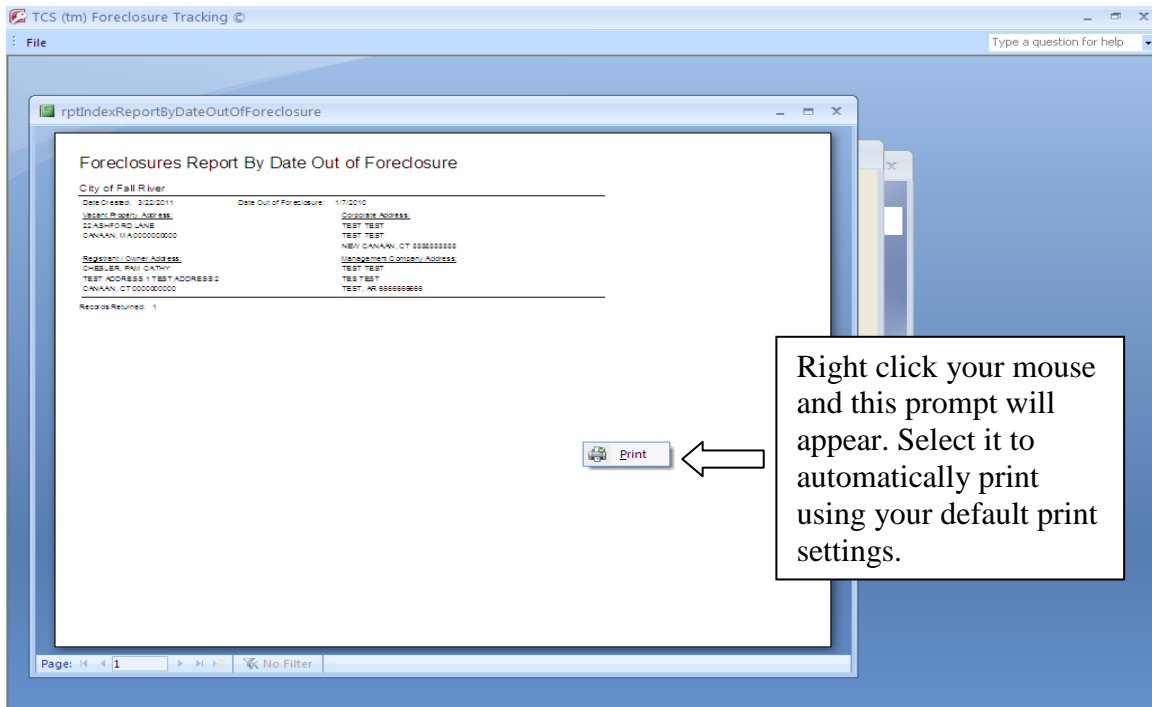 TCS (tm) Foreclosure Tracking ©
File
Type a question for help
rptIndexReportByDateOutOfForeclosure
Foreclosures Report By Date Out of Foreclosure
City of Fall River
Date Created: 3/22/2011 Date Out of Foreclosure: 1/7/2010
Vacant Property Address: Corporate Address:
22 ASHFORD LANE TEST TEST
CANAAN, MA 0000000000 TEST TEST
NEW CANAAN, CT 8888888888
Registrant / Owner Address: Management Company Address:
CHESLER, PAM CATHY TEST TEST
TEST ADDRESS 1 TEST ADDRESS 2 TES TEST
CANAAN, CT 0000000000 TEST, AR
Records Returned: 1
Print
Right click your mouse
and this prompt will
appear. Select it to
automatically print
using your default print
settings.
Page: 1 No Filter